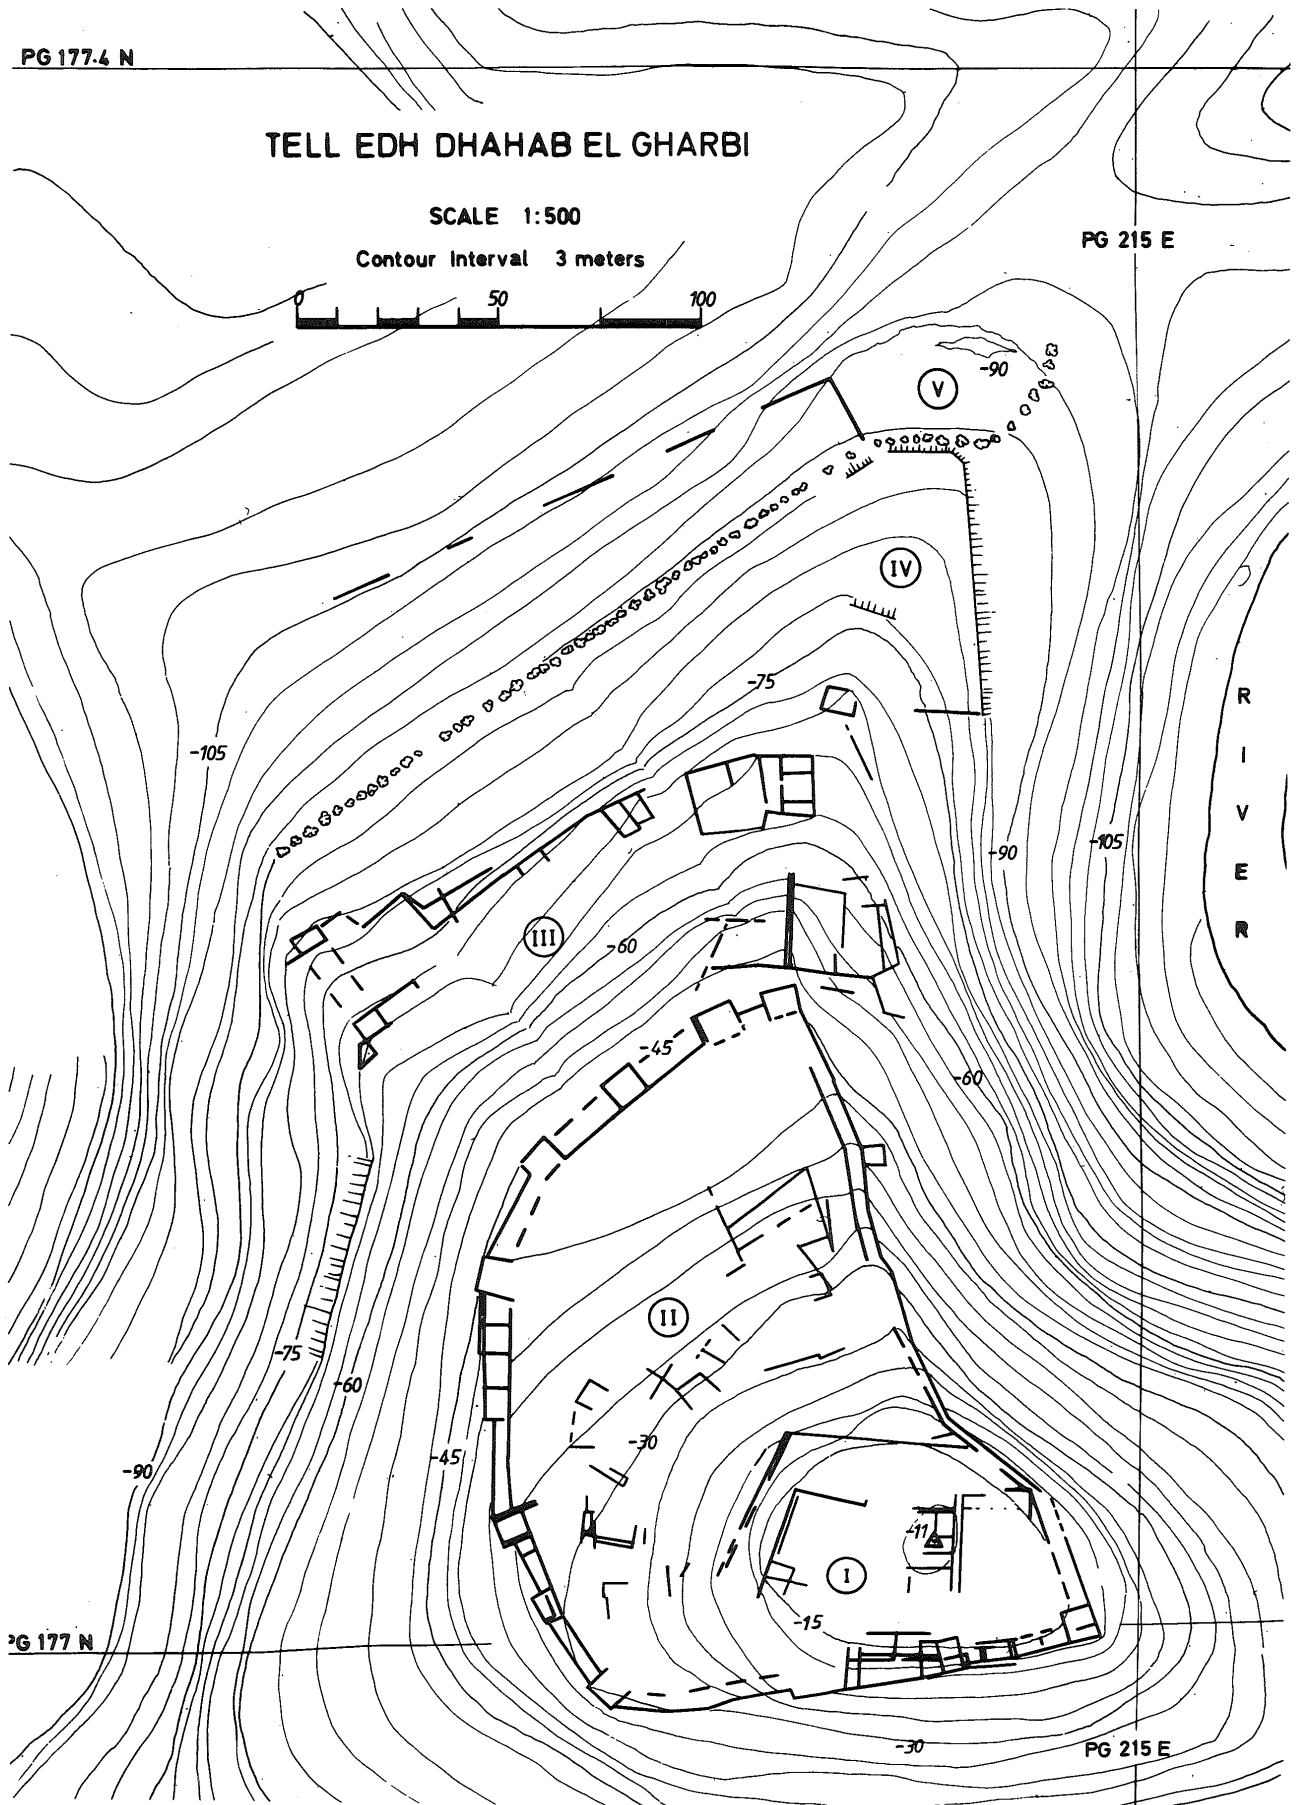 PG 177.4 N
TELL EDH DHAHAB EL GHARBI
SCALE 1:500
PG 215 E
Contour Interval 3 meters
0 50 100
-90
V
IV
-75
RIVER
-105
-105
-90
III
-60
-45
-60
II
-75
-60
-30
-45
-90
-11
I
-15
PG 177 N
-30
PG 215 E